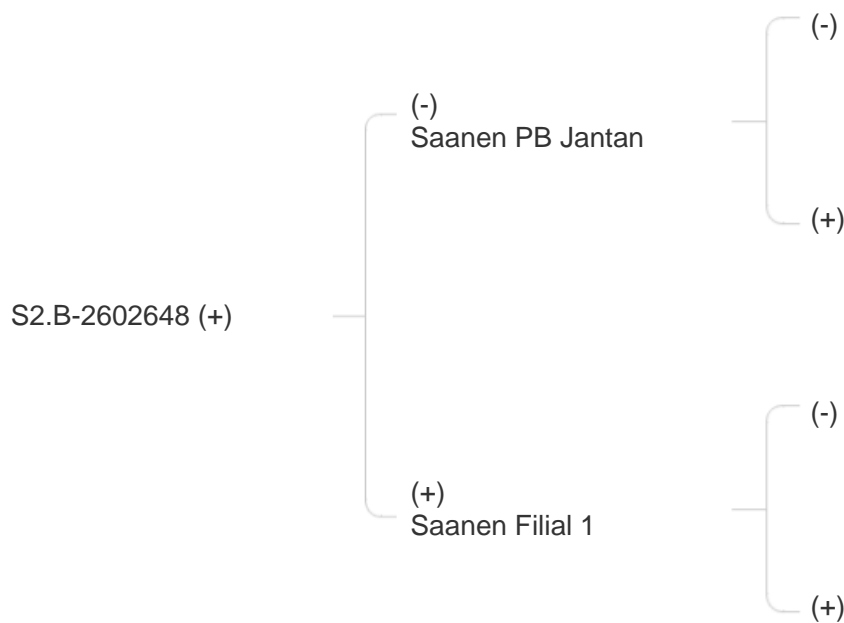 (-)
(-)
Saanen PB Jantan
(+)
S2.B-2602648 (+)
(-)
(+)
Saanen Filial 1
(+)